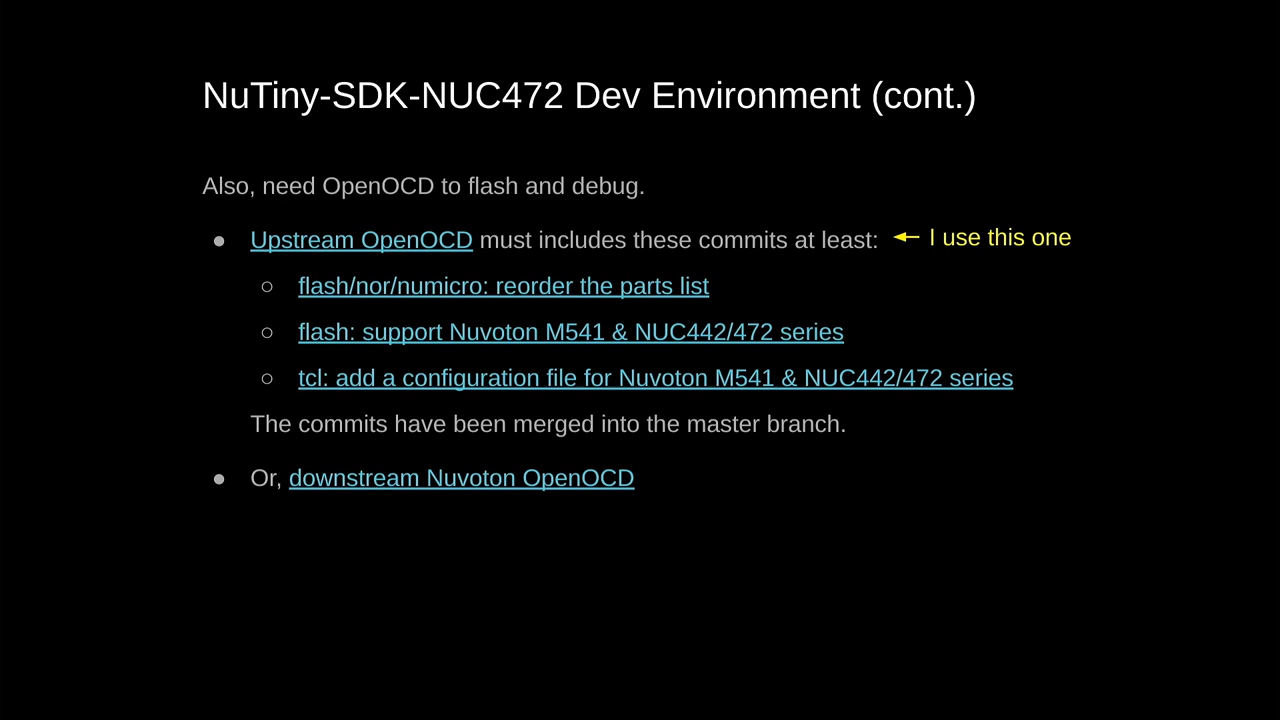 NuTiny-SDK-NUC472 Dev Environment (cont.)
Also, need OpenOCD to flash and debug.
● Upstream OpenOCD must includes these commits at least: I use this one
○ flash/nor/numicro: reorder the parts list
○ flash: support Nuvoton M541 & NUC442/472 series
○ tcl: add a configuration file for Nuvoton M541 & NUC442/472 series
The commits have been merged into the master branch.
● Or, downstream Nuvoton OpenOCD